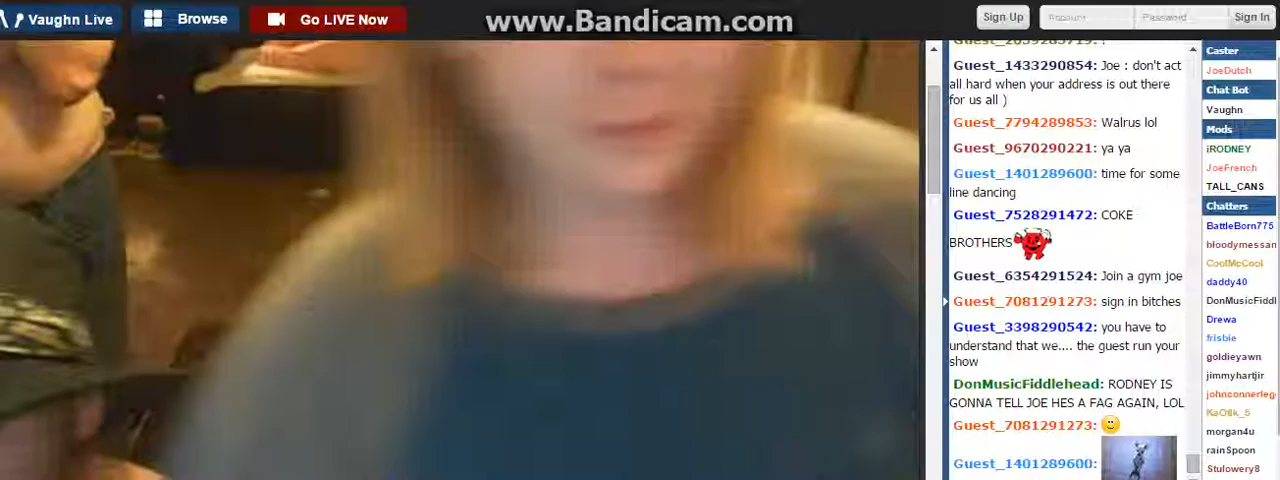 Vaughn Live
Browse
Go LIVE Now
www.Bandicam.com
Sign Up
Account
Password
Sign In
Guest_2039283719: !
Guest_1433290854: Joe : don't act
all hard when your address is out there
for us all )
Guest_7794289853: Walrus lol
Guest_9670290221: ya ya
Guest_1401289600: time for some
line dancing
Guest_7528291472: COKE
BROTHERS
Guest_6354291524: Join a gym joe
Guest_7081291273: sign in bitches
Guest_3398290542: you have to
understand that we.... the guest run your
show
DonMusicFiddlehead: RODNEY IS
GONNA TELL JOE HES A FAG AGAIN, LOL
Guest_7081291273:
Guest_1401289600:
Caster
JoeDutch
Chat Bot
Vaughn
Mods
iRODNEY
JoeFrench
TALL_CANS
Chatters
BattleBorn775
bloodymessan
CoolMcCool
daddy40
DonMusicFiddl
Drewa
frisbie
goldieyawn
jimmyhartjir
johnconnerleg
KaOtik_5
morgan4u
rainSpoon
Stulowery8